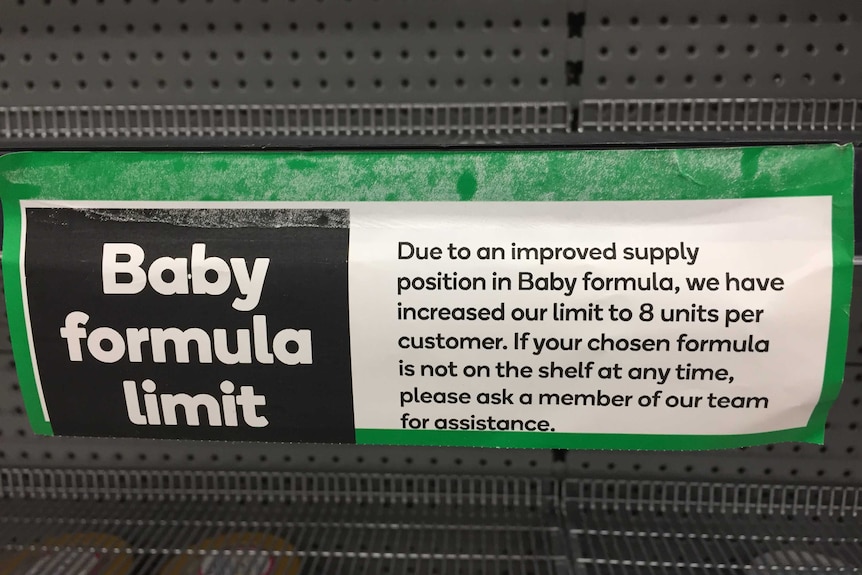 Baby
formula
limit
Due to an improved supply
position in Baby formula, we have
increased our limit to 8 units per
customer. If your chosen formula
is not on the shelf at any time,
please ask a member of our team
for assistance.